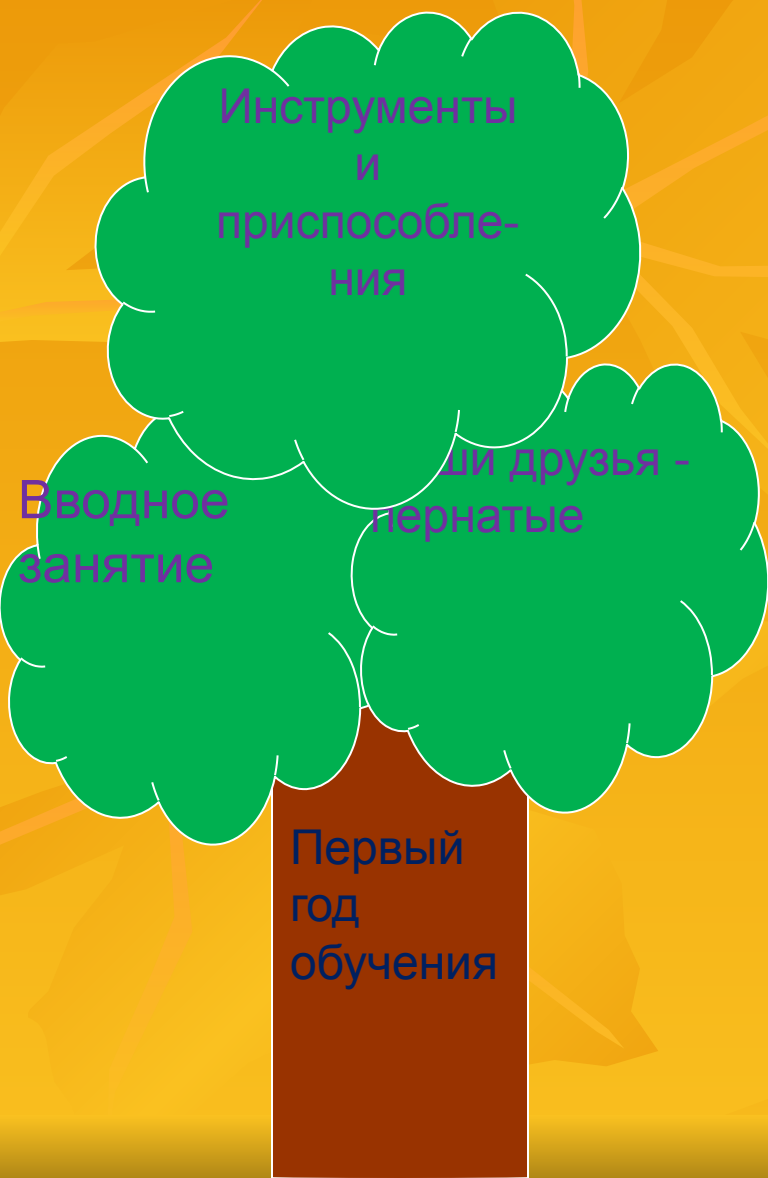 Инструменты
и
приспособле-
ния
Вводное
занятие
друзья -
пернатые
Первый
год
обучения